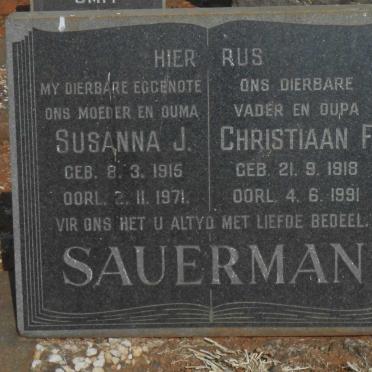 HIER RUS
MY DIERBARE EGGENOTE
ONS MOEDER EN OUMA
SUSANNA J.
GEB. 8. 3. 1915
OORL. 2. 11. 1971.
ONS DIERBARE
VADER EN OUPA
CHRISTIAAN F
GEB. 21. 9. 1918
OORL. 4. 6. 1991
VIR ONS HET U ALTYD MET LIEFDE BEDEEL.
SAUERMAN